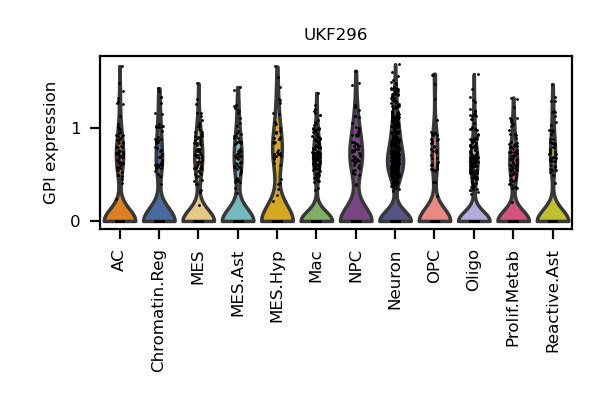 UKF296
GPI expression
1
0
AC
Chromatin.Reg
MES
MES.Ast
MES.Hyp
Mac
NPC
Neuron
OPC
Oligo
Prolif.Metab
Reactive.Ast